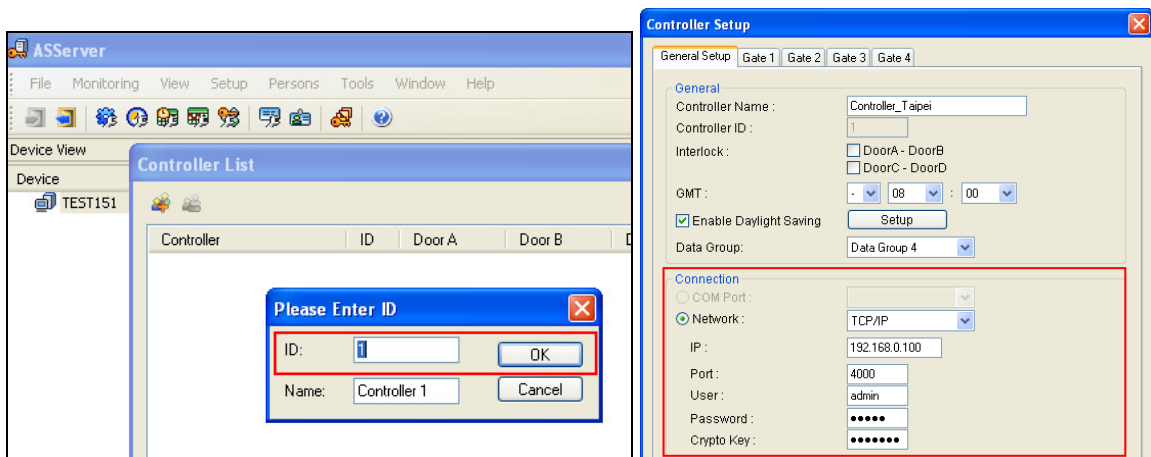 ASServer
File Monitoring View Setup Persons Tools Window Help
Device View
Device
TEST151
Controller List
Controller ID Door A Door B
Please Enter ID
ID: 1 OK
Name: Controller 1 Cancel
Controller Setup
General Setup Gate 1 Gate 2 Gate 3 Gate 4
General
Controller Name : Controller_Taipei
Controller ID : 1
Interlock : DoorA - DoorB
DoorC - DoorD
GMT : - 08 : 00
Enable Daylight Saving Setup
Data Group: Data Group 4
Connection
COM Port :
Network : TCP/IP
IP : 192.168.0.100
Port : 4000
User : admin
Password : •••••
Crypto Key : •••••••